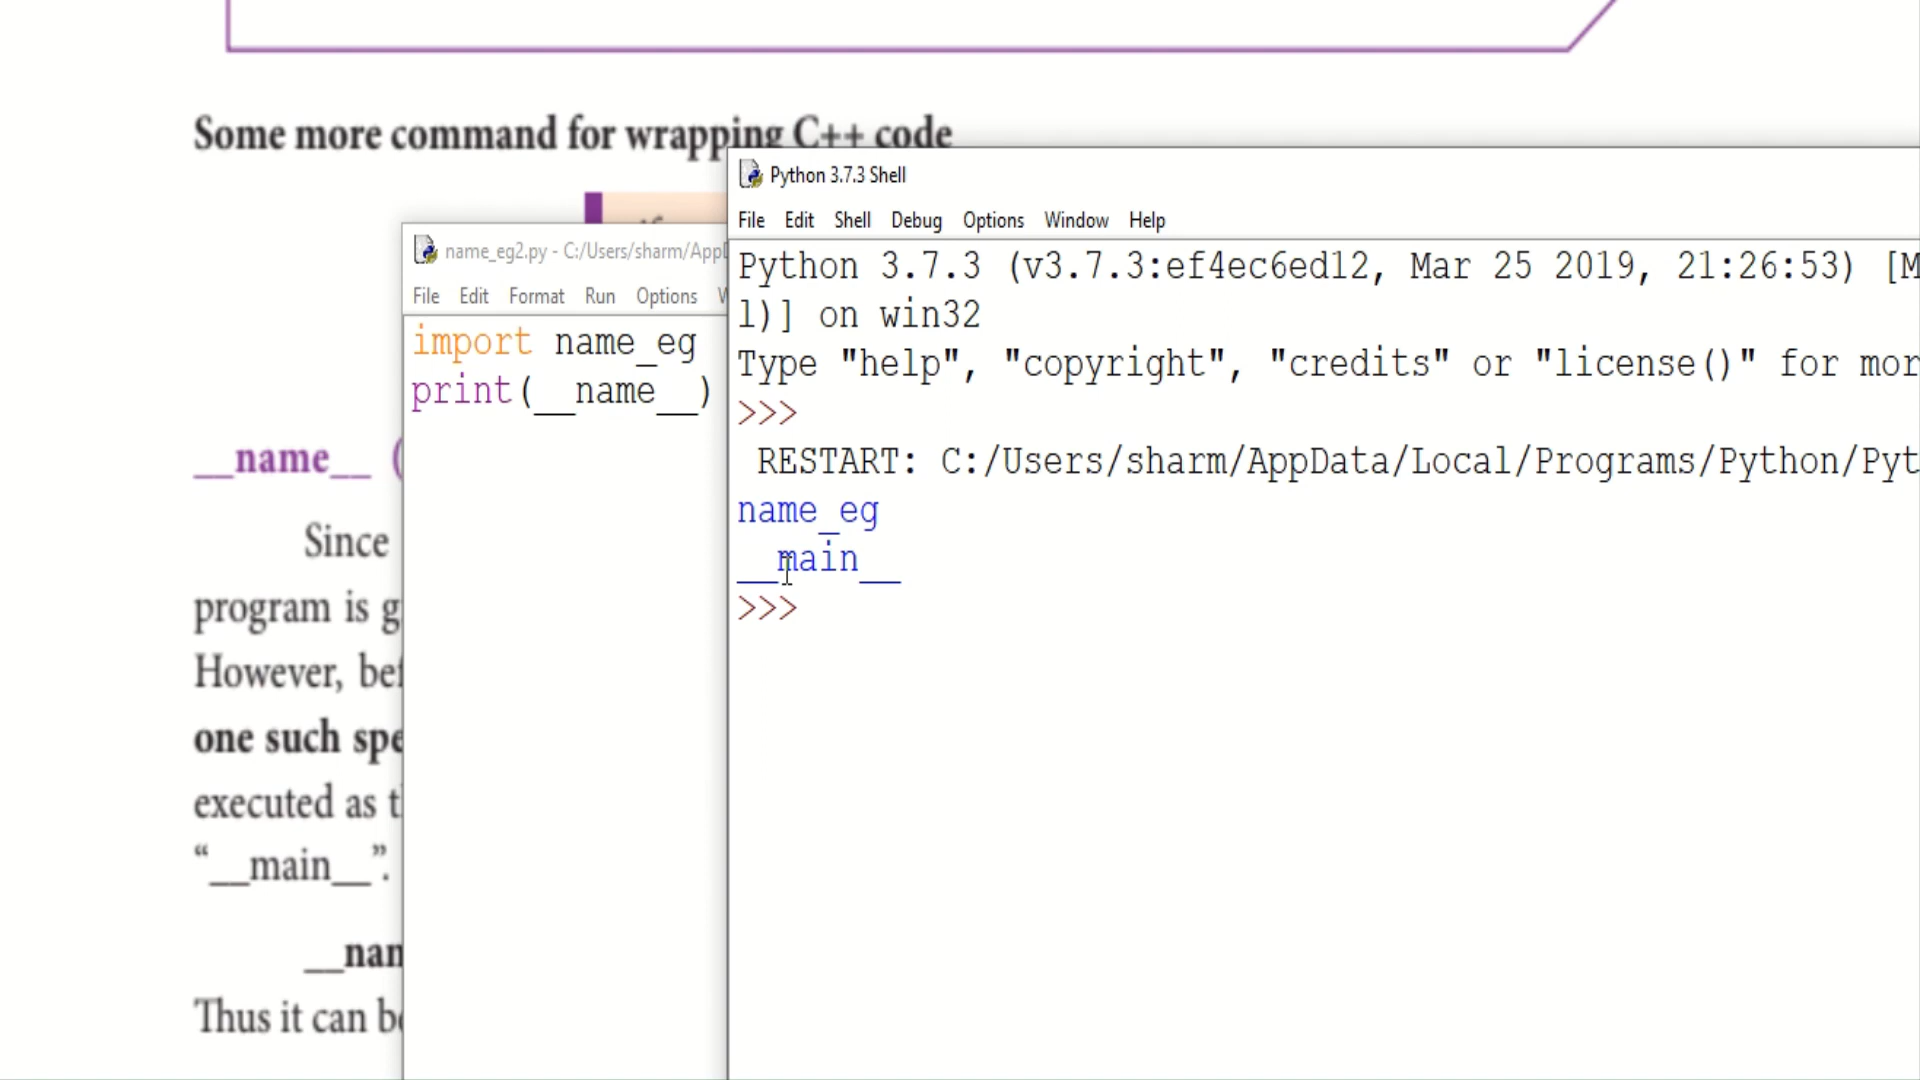 Some more command for wrapping C++ code
Python 3.7.3 Shell
File Edit Shell Debug Options Window Help
Python 3.7.3 (v3.7.3:ef4ec6ed12, Mar 25 2019, 21:26:53) [M
l)] on win32
Type "help", "copyright", "credits" or "license()" for mor
>>>
RESTART: C:/Users/sharm/AppData/Local/Programs/Python/Pyt
name_eg
__main__
>>>
name_eg2.py - C:/Users/sharm/AppD
File Edit Format Run Options W
import name_eg
print(__name__)
__name__ (
Since
program is g
However, bef
one such spe
executed as t
“__main__”.
__nam
Thus it can be